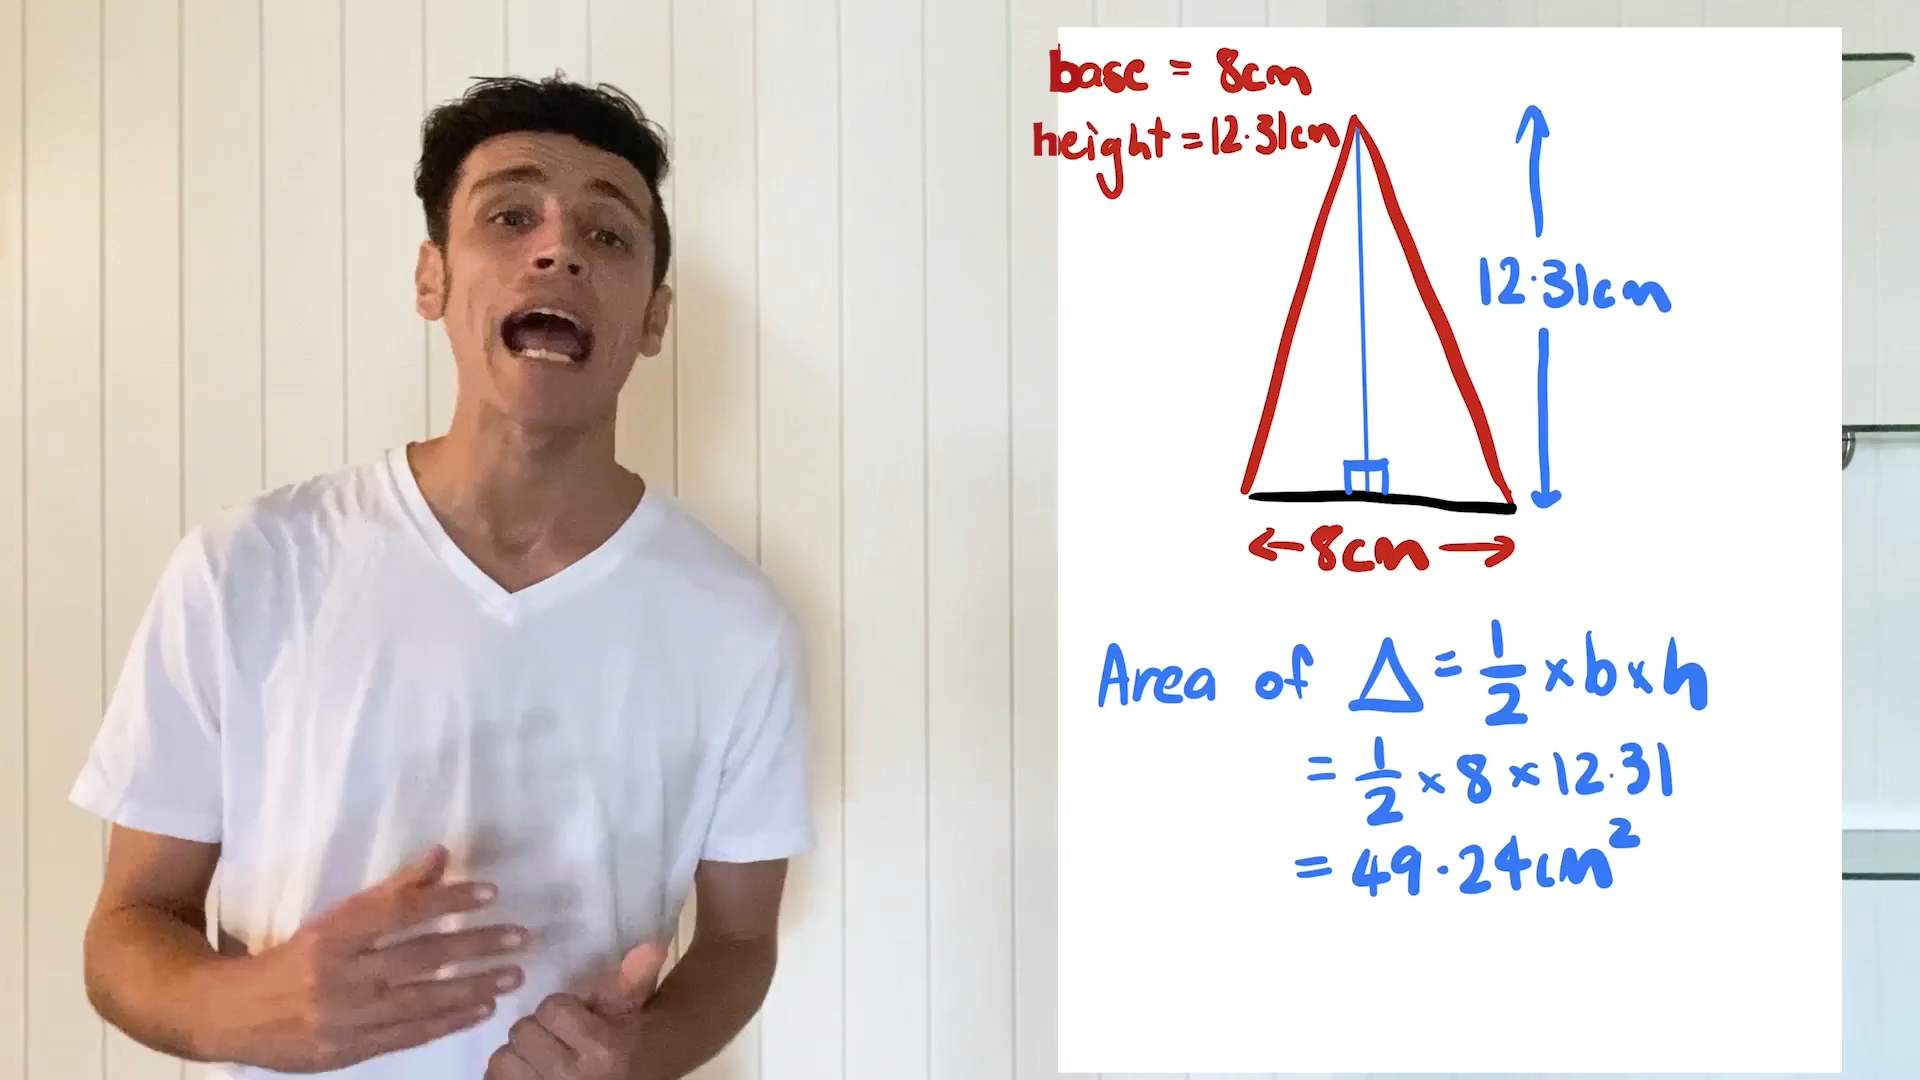 base = 8cm
height = 12.31cm
12.31cm
8cm
Area of △ = 1/2 × b × h
= 1/2 × 8 × 12.31
= 49.24cm²